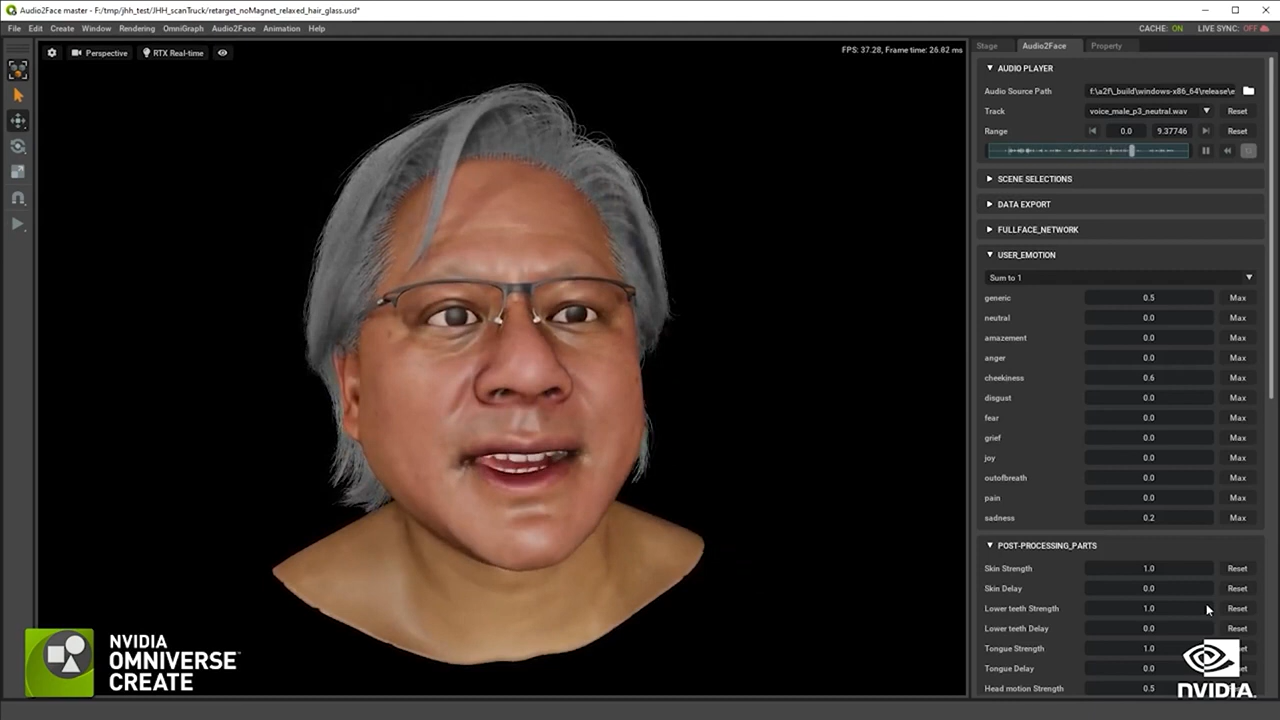 Audio2Face master - F:/tmp/jhh_test/JHH_scanTruck/retarget_noMagnet_relaxed_hair_glass.usd*
File Edit Create Window Rendering OmniGraph Audio2Face Animation Help
CACHE: ON LIVE SYNC: OFF
Perspective RTX Real-time
FPS: 37.28, Frame time: 26.82 ms
Stage Audio2Face Property
AUDIO PLAYER
Audio Source Path f:\a2f\_build\windows-x86_64\release\e
Track voice_male_p3_neutral.wav Reset
Range 0.0 9.37746 Reset
SCENE SELECTIONS
DATA EXPORT
FULLFACE_NETWORK
USER_EMOTION
Sum to 1
generic 0.5 Max
neutral 0.0 Max
amazement 0.0 Max
anger 0.0 Max
cheekiness 0.6 Max
disgust 0.0 Max
fear 0.0 Max
grief 0.0 Max
joy 0.0 Max
outofbreath 0.0 Max
pain 0.0 Max
sadness 0.2 Max
POST-PROCESSING_PARTS
Skin Strength 1.0 Reset
Skin Delay 0.0 Reset
Lower teeth Strength 1.0 Reset
Lower teeth Delay 0.0 Reset
Tongue Strength 1.0
Tongue Delay 0.0
Head motion Strength 0.5
NVIDIA
OMNIVERSE™
CREATE
NVIDIA.